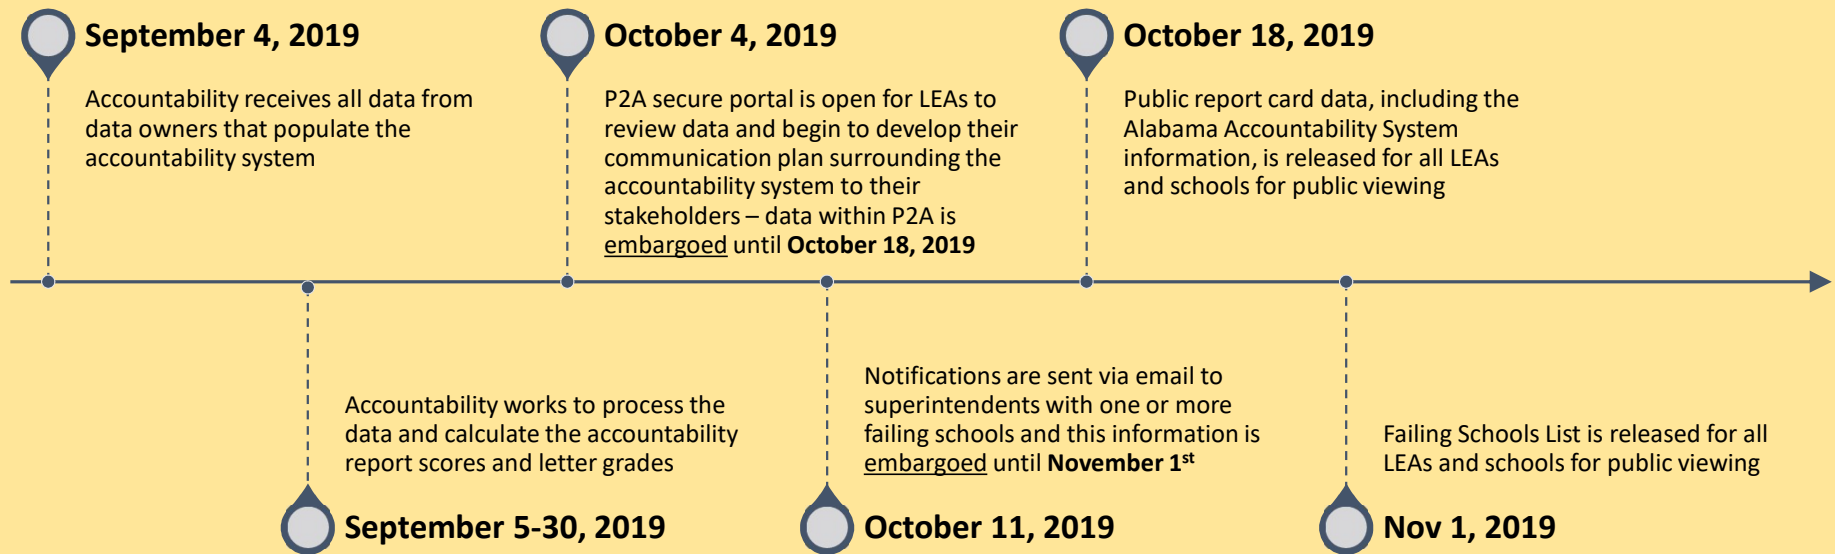 September 4, 2019
Accountability receives all data from
data owners that populate the
accountability system
October 4, 2019
P2A secure portal is open for LEAs to
review data and begin to develop their
communication plan surrounding the
accountability system to their
stakeholders – data within P2A is
embargoed until October 18, 2019
October 18, 2019
Public report card data, including the
Alabama Accountability System
information, is released for all LEAs
and schools for public viewing
Accountability works to process the
data and calculate the accountability
report scores and letter grades
September 5-30, 2019
Notifications are sent via email to
superintendents with one or more
failing schools and this information is
embargoed until November 1st
October 11, 2019
Failing Schools List is released for all
LEAs and schools for public viewing
Nov 1, 2019